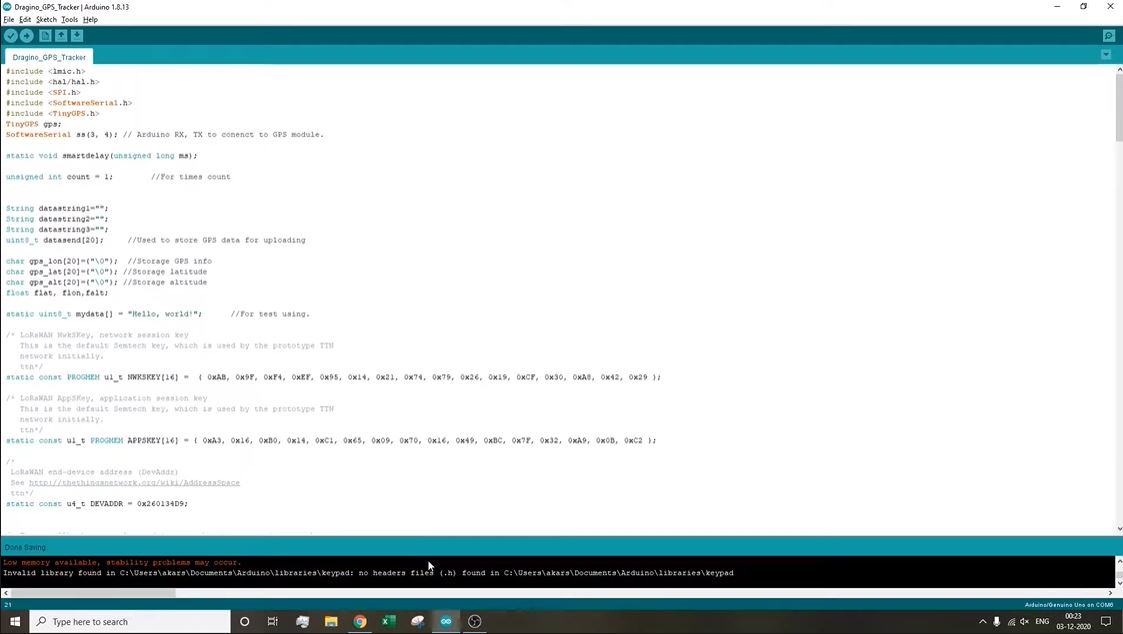 Dragino_GPS_Tracker | Arduino 1.8.13
File Edit Sketch Tools Help
Dragino_GPS_Tracker
#include <lmic.h>
#include <hal/hal.h>
#include <SPI.h>
#include <SoftwareSerial.h>
#include <TinyGPS.h>
TinyGPS gps;
SoftwareSerial ss(3, 4); // Arduino RX, TX to conenct to GPS module.
static void smartdelay(unsigned long ms);
unsigned int count = 1; //For times count
String datastring1="";
String datastring2="";
String datastring3="";
uint8_t datasend[20]; //Used to store GPS data for uploading
char gps_lon[20]={"\0"}; //Storage GPS info
char gps_lat[20]={"\0"}; //Storage latitude
char gps_alt[20]={"\0"}; //Storage altitude
float flat, flon,falt;
static uint8_t mydata[] = "Hello, world!"; //For test using.
/* LoRaWAN NwkSKey, network session key
This is the default Semtech key, which is used by the prototype TTN
network initially.
ttn*/
static const PROGMEM u1_t NWKSKEY[16] = { 0xAB, 0x9F, 0xF4, 0xEF, 0x95, 0x14, 0x21, 0x74, 0x79, 0x26, 0x19, 0xCF, 0x30, 0xA8, 0x42, 0x29 };
/* LoRaWAN AppSKey, application session key
This is the default Semtech key, which is used by the prototype TTN
network initially.
ttn*/
static const u1_t PROGMEM APPSKEY[16] = { 0xA3, 0x16, 0xB0, 0x14, 0xC1, 0x65, 0x09, 0x70, 0x16, 0x49, 0xBC, 0x7F, 0x32, 0xA9, 0x0B, 0xC2 };
/*
LoRaWAN end-device address (DevAddr)
See http://thethingsnetwork.org/wiki/AddressSpace
ttn*/
static const u4_t DEVADDR = 0x260134D9;
Done Saving.
Low memory available, stability problems may occur.
Invalid library found in C:\Users\akars\Documents\Arduino\libraries\keypad: no headers files (.h) found in C:\Users\akars\Documents\Arduino\libraries\keypad
21
Arduino/Genuino Uno on COM6
Type here to search
ENG
00:23
03-12-2020